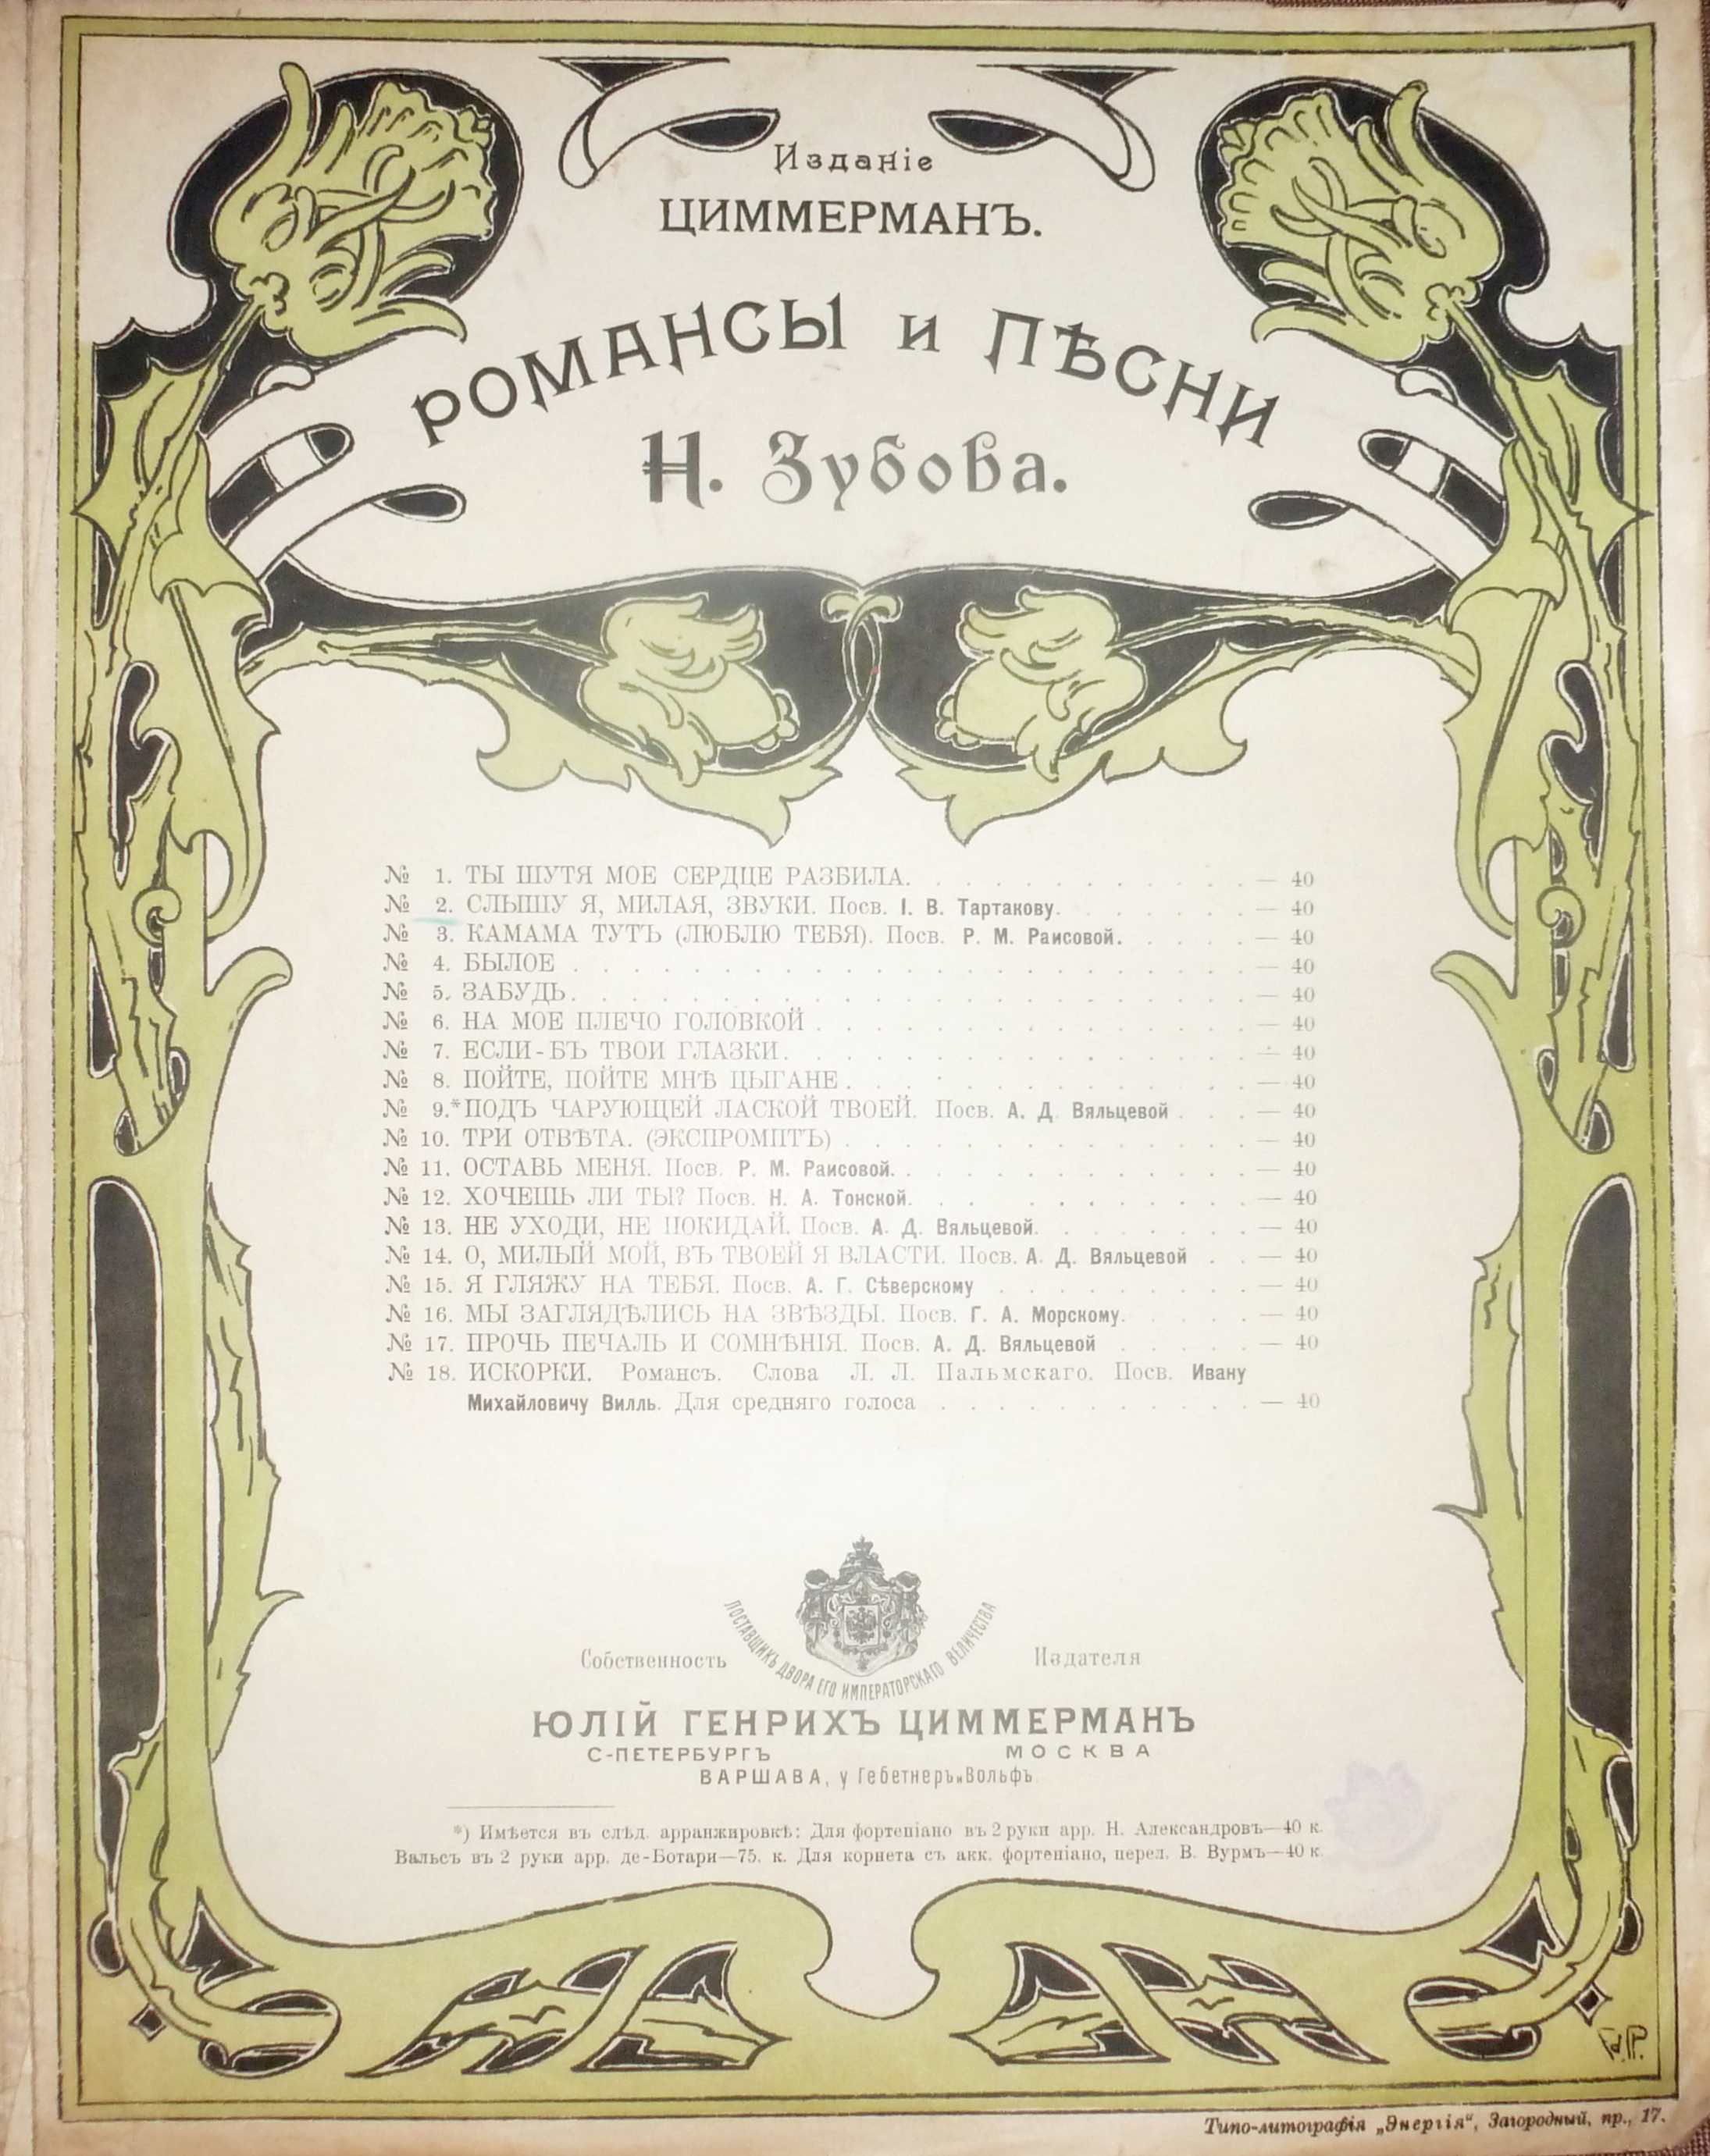 Изданіе
ЦИММЕРМАНЪ.
РОМАНСЫ и ПѢСНИ
Н. Зубова.
№ 1. ТЫ ШУТЯ МОЕ СЕРДЦЕ РАЗБИЛА. — 40
№ 2. СЛЫШУ Я, МИЛАЯ, ЗВУКИ. Посв. І. В. Тартакову. — 40
№ 3. КАМАМА ТУТЪ (ЛЮБЛЮ ТЕБЯ). Посв. Р. М. Раисовой. — 40
№ 4. БЫЛОЕ — 40
№ 5. ЗАБУДЬ. — 40
№ 6. НА МОЕ ПЛЕЧО ГОЛОВКОЙ — 40
№ 7. ЕСЛИ-БЪ ТВОИ ГЛАЗКИ. — 40
№ 8. ПОЙТЕ, ПОЙТЕ МНѢ ЦЫГАНЕ — 40
№ 9.* ПОДЪ ЧАРУЮЩЕЙ ЛАСКОЙ ТВОЕЙ. Посв. А. Д. Вяльцевой — 40
№ 10. ТРИ ОТВѢТА. (ЭКСПРОМПТЪ) — 40
№ 11. ОСТАВЬ МЕНЯ. Посв. Р. М. Раисовой. — 40
№ 12. ХОЧЕШЬ ЛИ ТЫ? Посв. Н. А. Тонской. — 40
№ 13. НЕ УХОДИ, НЕ ПОКИДАЙ. Посв. А. Д. Вяльцевой. — 40
№ 14. О, МИЛЫЙ МОЙ, ВЪ ТВОЕЙ Я ВЛАСТИ. Посв. А. Д. Вяльцевой — 40
№ 15. Я ГЛЯЖУ НА ТЕБЯ. Посв. А. Г. Сѣверскому — 40
№ 16. МЫ ЗАГЛЯДѢЛИСЬ НА ЗВѢЗДЫ. Посв. Г. А. Морскому. — 40
№ 17. ПРОЧЬ ПЕЧАЛЬ И СОМНѢНІЯ. Посв. А. Д. Вяльцевой — 40
№ 18. ИСКОРКИ. Романсъ. Слова Л. Л. Пальмскаго. Посв. Ивану
Михайловичу Вилль. Для средняго голоса — 40
ПОСТАВЩИКЪ ДВОРА ЕГО ИМПЕРАТОРСКАГО ВЕЛИЧЕСТВА
Собственность Издателя
ЮЛІЙ ГЕНРИХЪ ЦИММЕРМАНЪ
С-ПЕТЕРБУРГЪ МОСКВА
ВАРШАВА, у Гебетнеръ и Вольфъ.
*) Имѣется въ слѣд. арранжировкѣ: Для фортепіано въ 2 руки арр. Н. Александровъ—40 к.
Вальсъ въ 2 руки арр. де-Ботари—75. к. Для корнета съ акк. фортепіано, перел. В. Вурмъ—40 к.
Типо-литографія „Энергія“, Загородный, пр., 17.